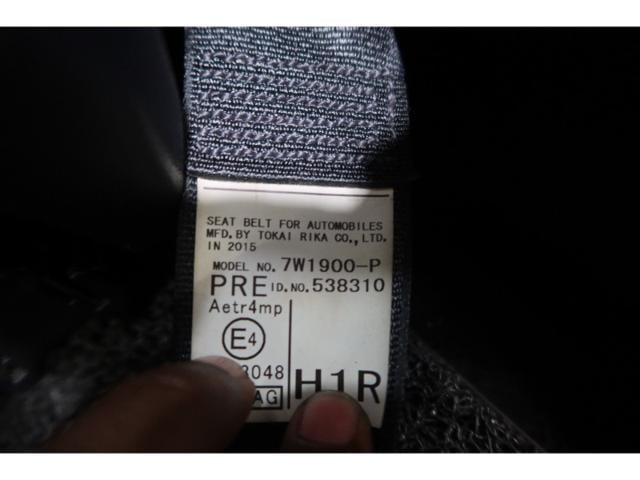 SEAT BELT FOR AUTOMOBILES
MFD. BY TOKAI RIKA CO., LTD.
IN 2015
MODEL NO. 7W1900-P
PRE ID.NO. 538310
Aetr4mp
E4
3048
AG
H1R